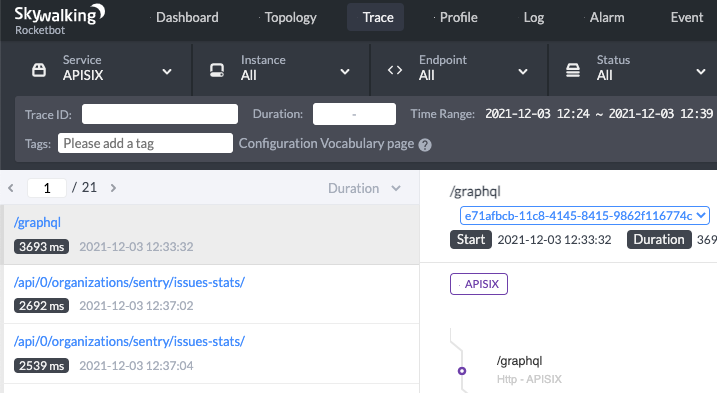 Skywalking
Rocketbot
Dashboard Topology Trace Profile Log Alarm Event
Service Instance Endpoint Status
APISIX All All All
Trace ID: Duration: - Time Range: 2021-12-03 12:24 ~ 2021-12-03 12:39
Tags: Please add a tag Configuration Vocabulary page ?
1 / 21 Duration
/graphql
3693 ms 2021-12-03 12:33:32
/api/0/organizations/sentry/issues-stats/
2692 ms 2021-12-03 12:37:02
/api/0/organizations/sentry/issues-stats/
2539 ms 2021-12-03 12:37:04
/graphql
e71afbcb-11c8-4145-8415-9862f116774c
Start 2021-12-03 12:33:32 Duration 369
APISIX
/graphql
Http - APISIX